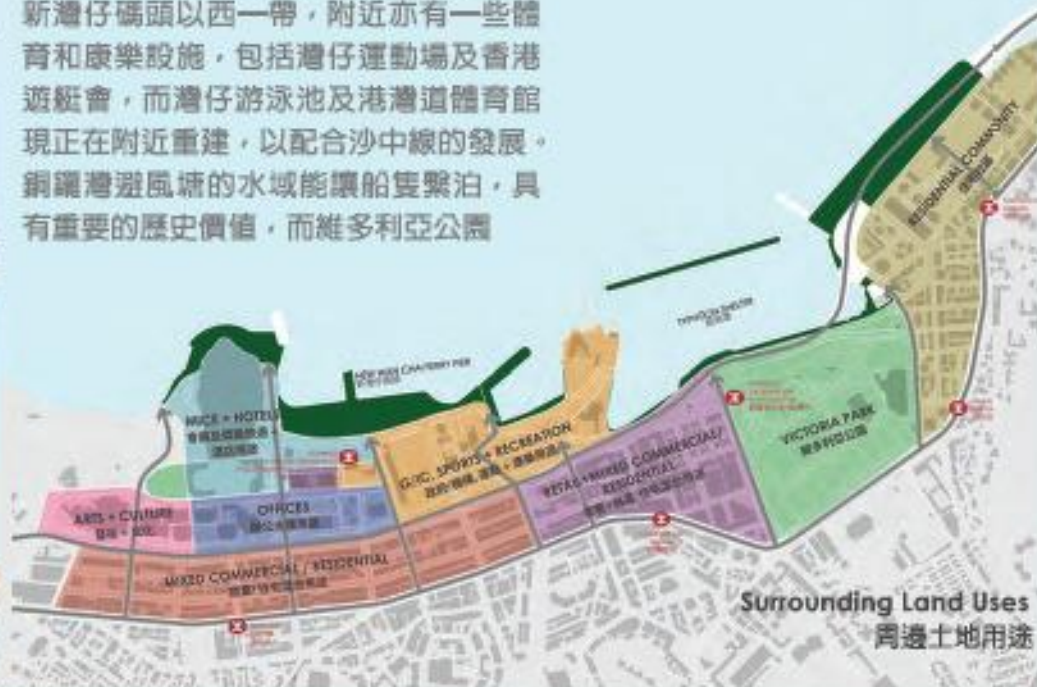 新灣仔碼頭以西一帶，附近亦有一些體
育和康樂設施，包括灣仔運動場及香港
遊艇會，而灣仔游泳池及港灣道體育館
現正在附近重建，以配合沙中線的發展。
銅鑼灣避風塘的水域能讓船隻繫泊，具
有重要的歷史價值，而維多利亞公園
RESIDENTIAL COMMUNITY
TYPHOON SHELTER
NEW WAN CHAI FERRY PIER
MICE + HOTELS
VICTORIA PARK
維多利亞公園
G/IC, SPORTS + RECREATION
RETAIL+MIXED COMMERCIAL/
RESIDENTIAL
ARTS + CULTURE
OFFICES
MIXED COMMERCIAL / RESIDENTIAL
Surrounding Land Uses
周邊土地用途